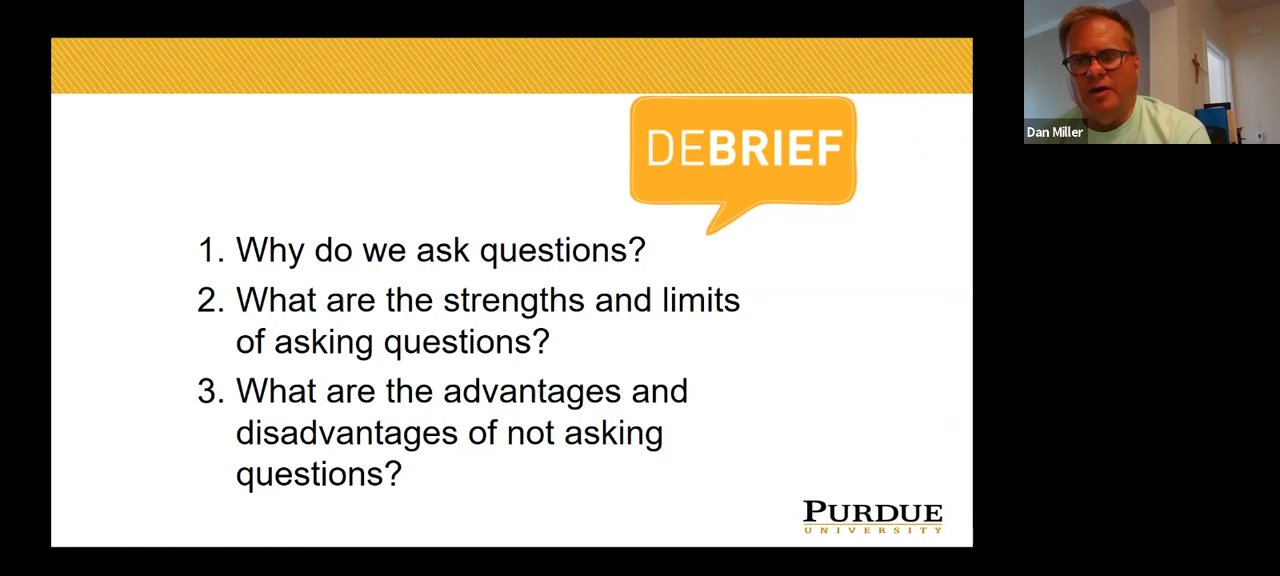 DEBRIEF
1. Why do we ask questions?
2. What are the strengths and limits
of asking questions?
3. What are the advantages and
disadvantages of not asking
questions?
PURDUE
UNIVERSITY
Dan Miller